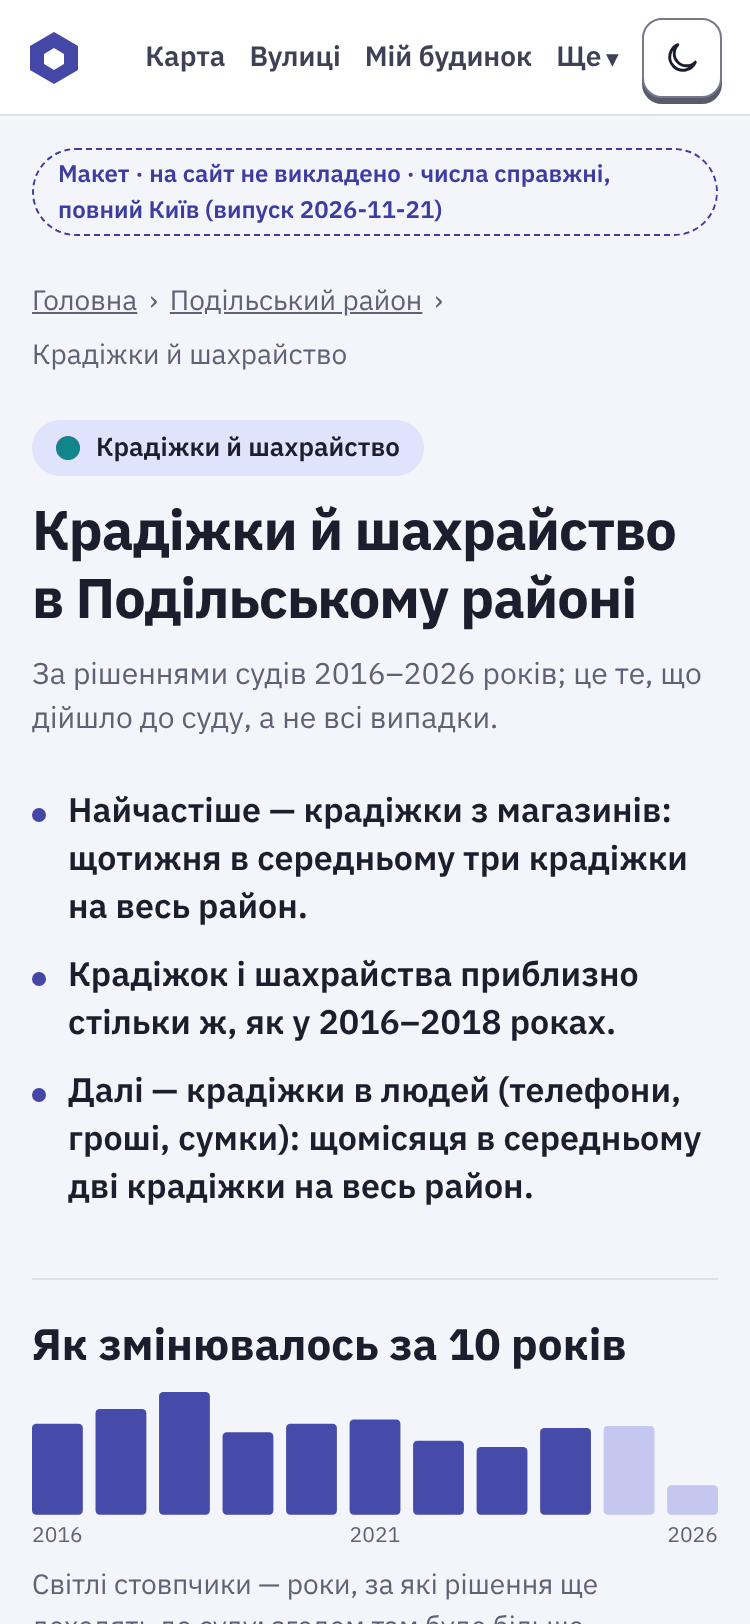 Карта Вулиці Мій будинок Ще ▾
Макет · на сайт не викладено · числа справжні,
повний Київ (випуск 2026-11-21)
Головна › Подільський район ›
Крадіжки й шахрайство
Крадіжки й шахрайство
Крадіжки й шахрайство
в Подільському районі
За рішеннями судів 2016–2026 років; це те, що
дійшло до суду, а не всі випадки.
Найчастіше — крадіжки з магазинів:
щотижня в середньому три крадіжки
на весь район.
Крадіжок і шахрайства приблизно
стільки ж, як у 2016–2018 роках.
Далі — крадіжки в людей (телефони,
гроші, сумки): щомісяця в середньому
дві крадіжки на весь район.
Як змінювалось за 10 років
2016 2021 2026
Світлі стовпчики — роки, за які рішення ще